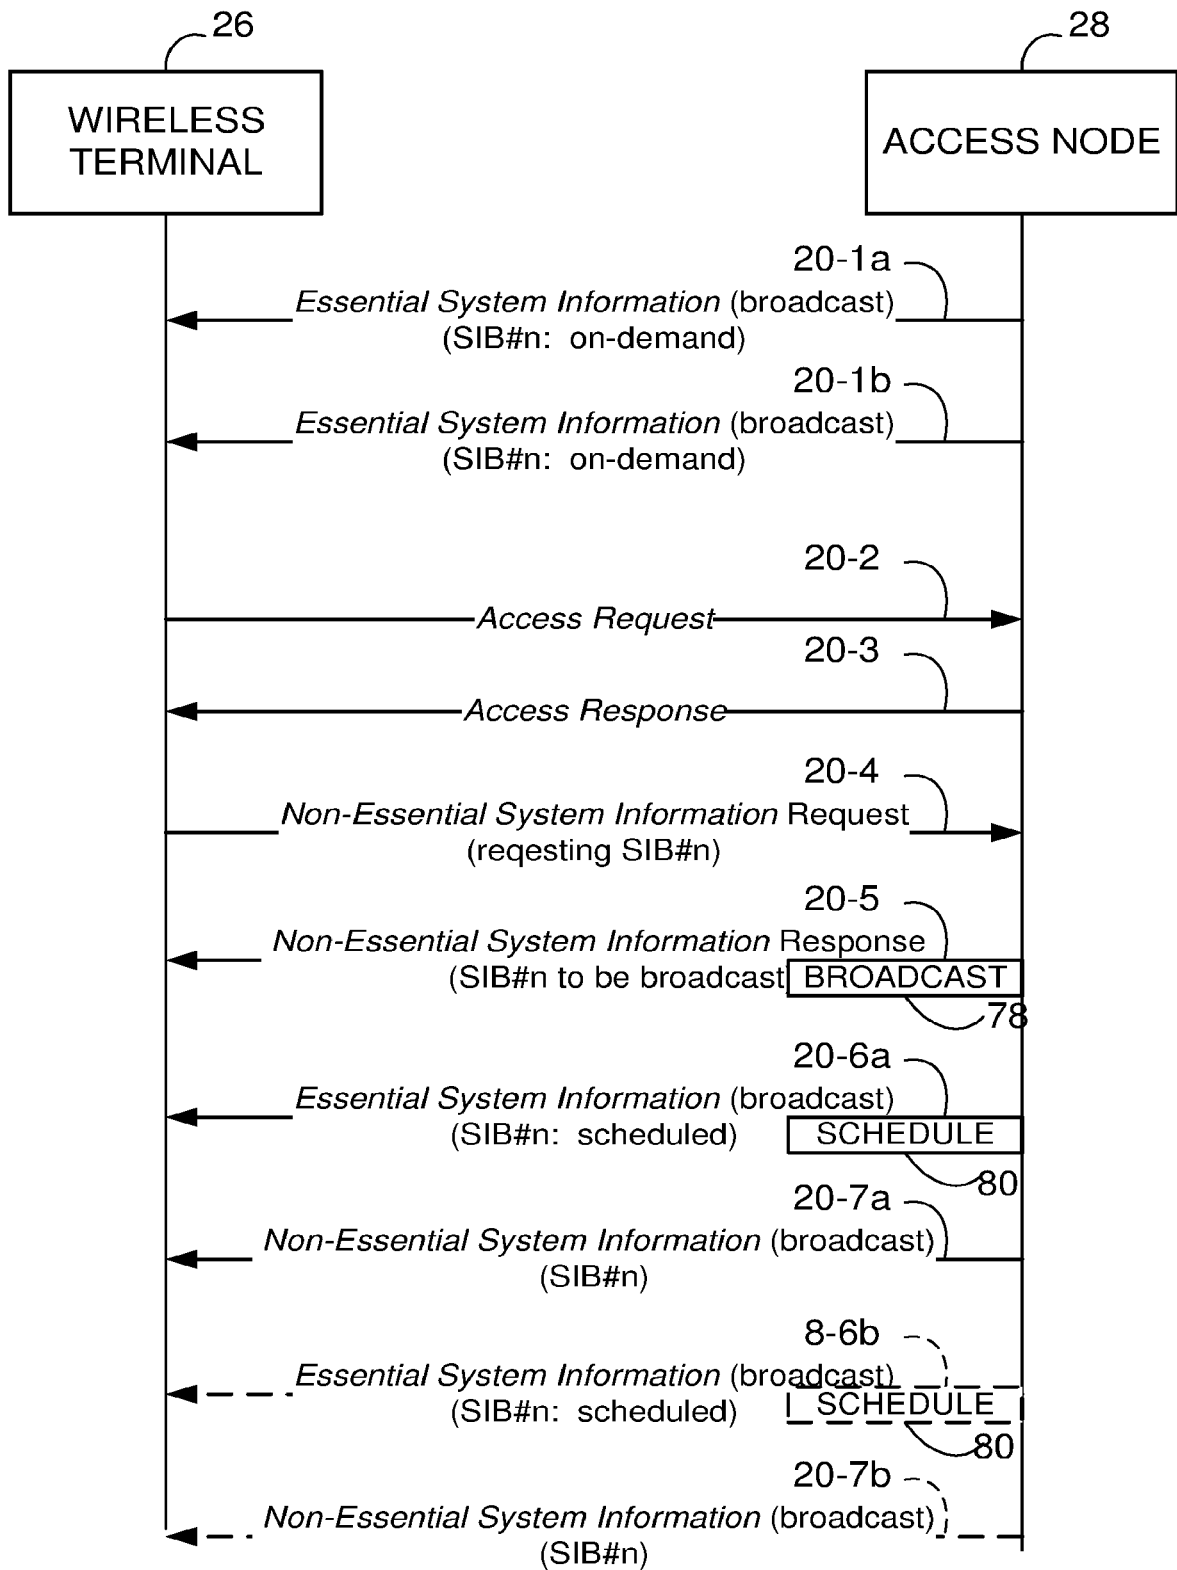 26
28
WIRELESS
TERMINAL
ACCESS NODE
20-1a
Essential System Information (broadcast)
(SIB#n: on-demand)
20-1b
Essential System Information (broadcast)
(SIB#n: on-demand)
20-2
Access Request
20-3
Access Response
20-4
Non-Essential System Information Request
(reqesting SIB#n)
20-5
Non-Essential System Information Response
(SIB#n to be broadcast
BROADCAST
78
20-6a
Essential System Information (broadcast)
(SIB#n: scheduled)
SCHEDULE
80
20-7a
Non-Essential System Information (broadcast)
(SIB#n)
8-6b
Essential System Information (broadcast)
(SIB#n: scheduled)
SCHEDULE
80
20-7b
Non-Essential System Information (broadcast)
(SIB#n)